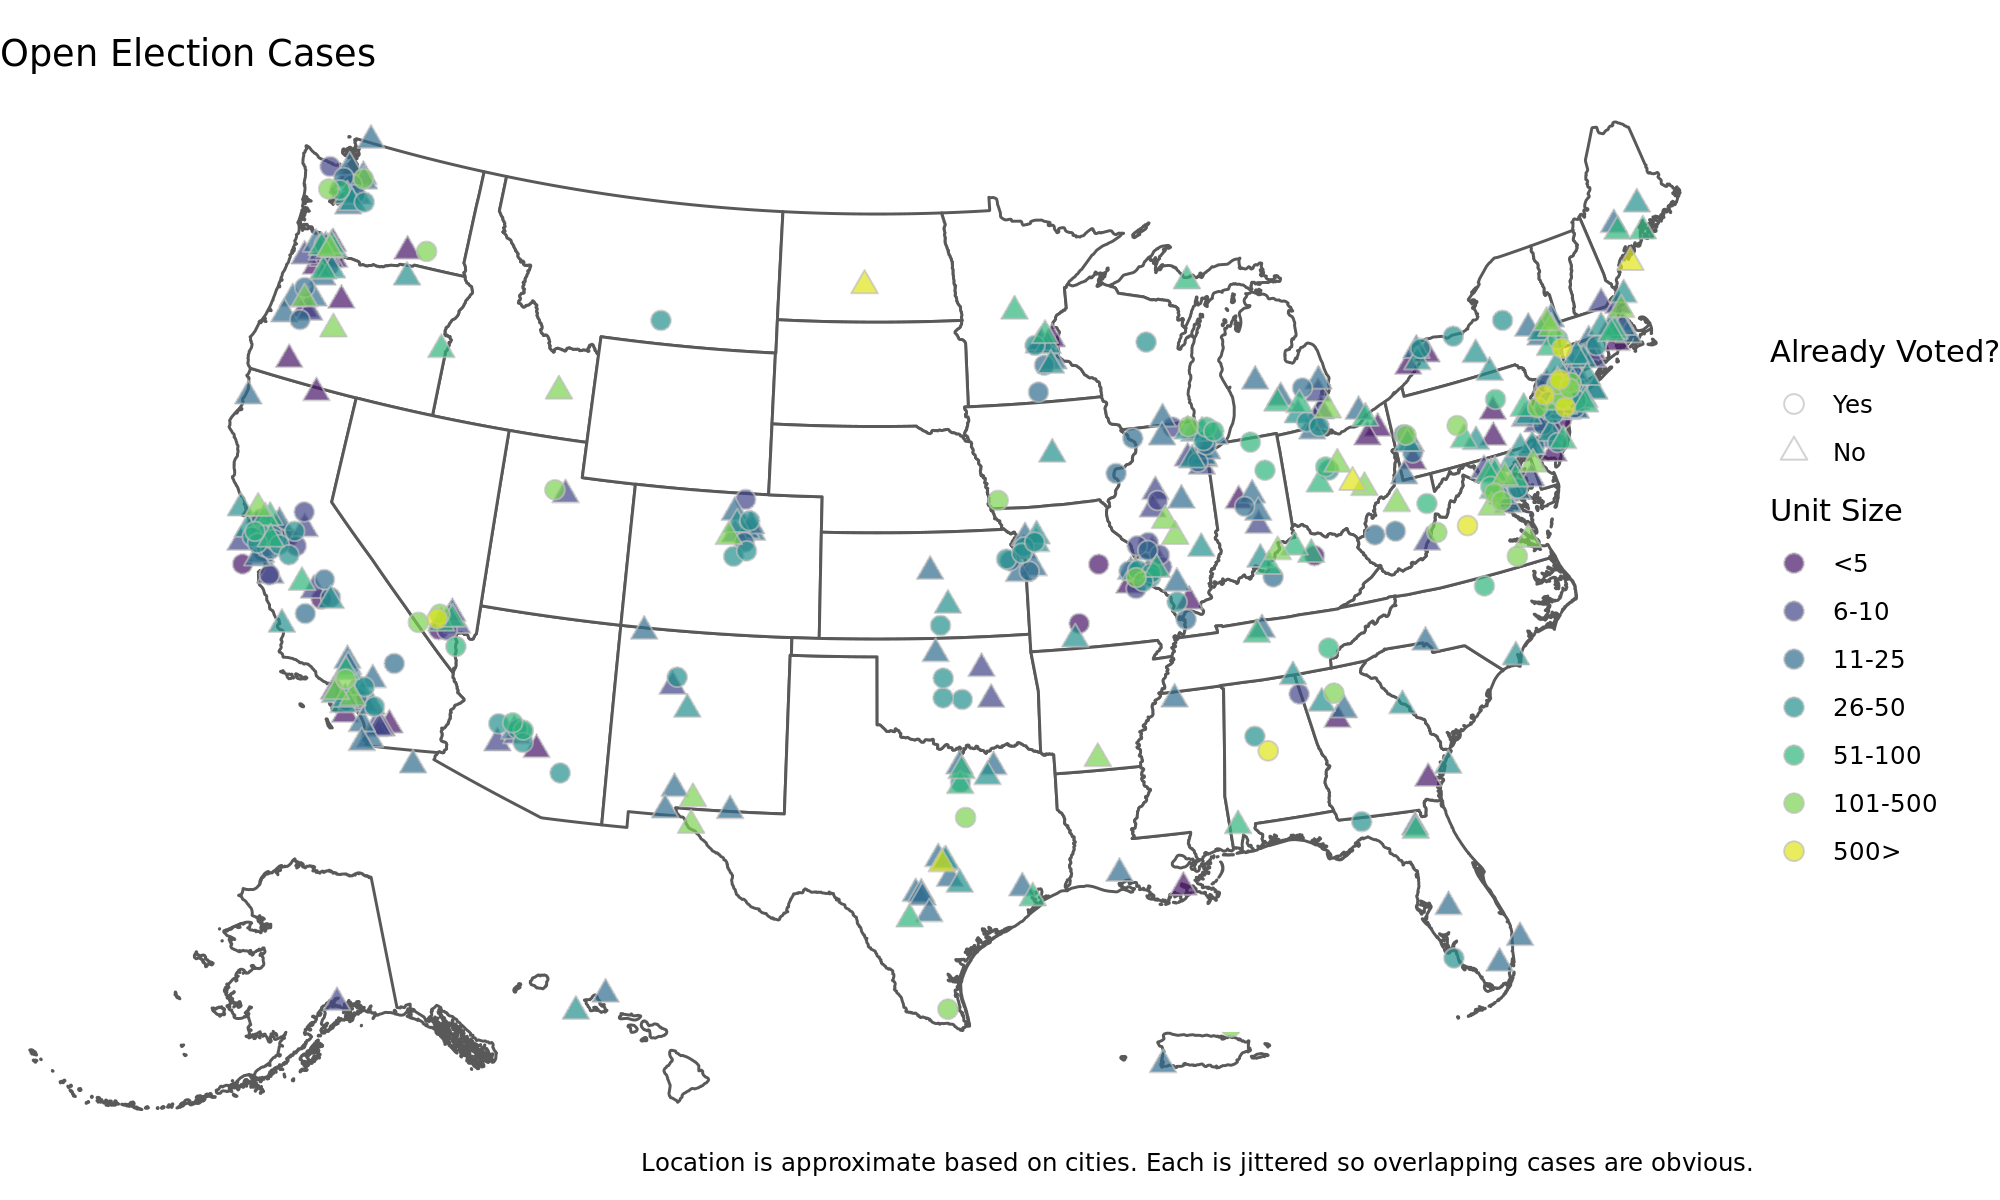 Open Election Cases
Already Voted?
Yes
No
Unit Size
<5
6-10
11-25
26-50
51-100
101-500
500>
Location is approximate based on cities. Each is jittered so overlapping cases are obvious.